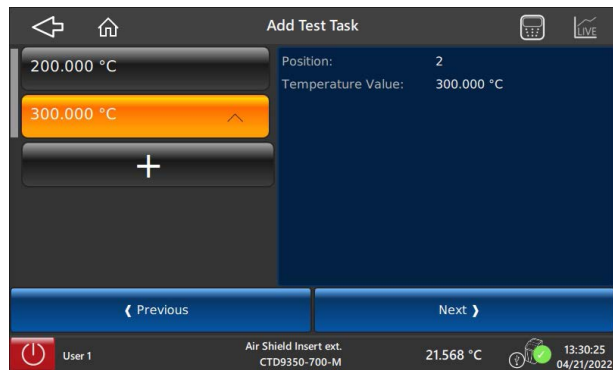 Add Test Task
LIVE
200.000 °C
300.000 °C
+
Position: 2
Temperature Value: 300.000 °C
❰ Previous
Next ❱
User 1
Air Shield Insert ext.
CTD9350-700-M
21.568 °C
13:30:25
04/21/2022